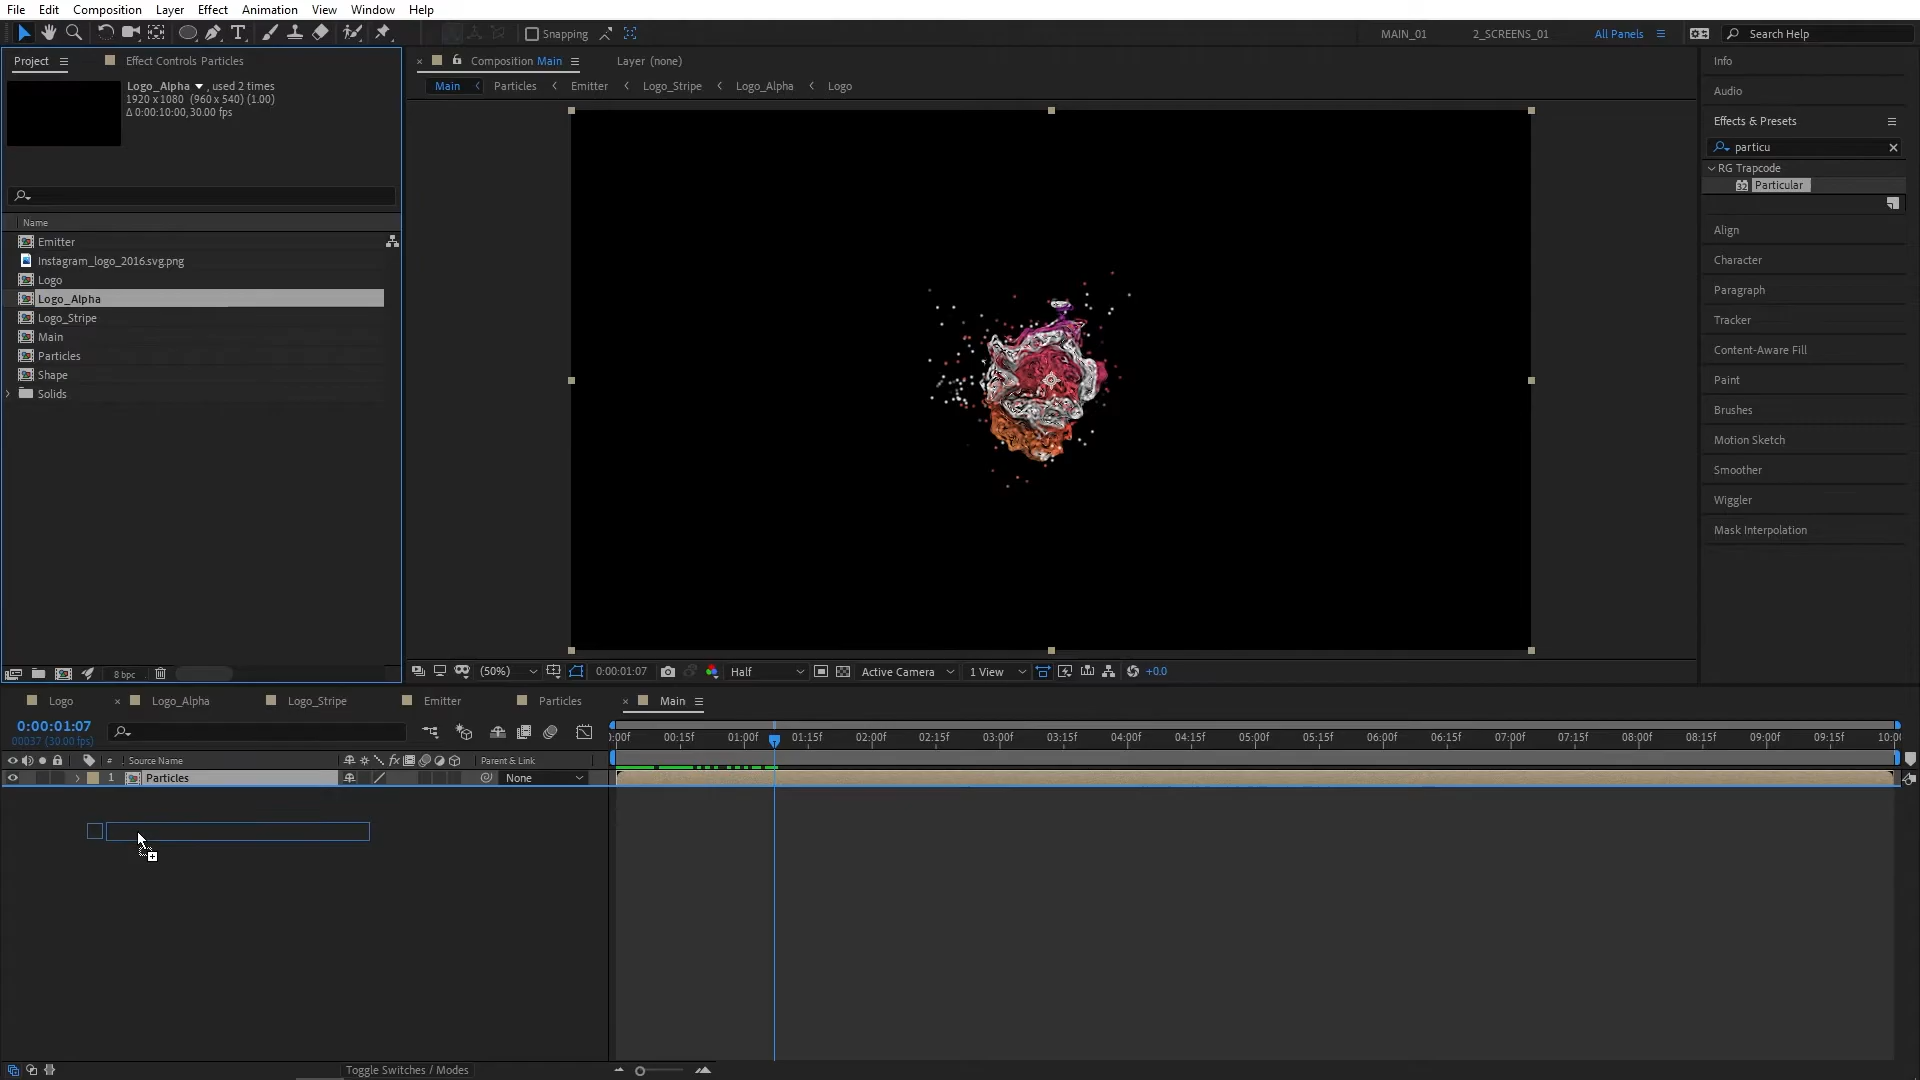 File Edit Composition Layer Effect Animation View Window Help
Snapping MAIN_01 2_SCREENS_01 All Panels Search Help
Project Effect Controls Particles Composition Main Layer (none) Info
Main Particles Emitter Logo_Stripe Logo_Alpha Logo
Logo_Alpha , used 2 times
1920 x 1080 (960 x 540) (1.00)
Δ 0:00:10:00, 30.00 fps
Audio
Effects & Presets
particu
RG Trapcode
32 Particular
Align
Character
Paragraph
Tracker
Content-Aware Fill
Paint
Brushes
Motion Sketch
Smoother
Wiggler
Mask Interpolation
Name
Emitter
Instagram_logo_2016.svg.png
Logo
Logo_Alpha
Logo_Stripe
Main
Particles
Shape
Solids
8 bpc
(50%) 0:00:01:07 Half Active Camera 1 View +0.0
Logo Logo_Alpha Logo_Stripe Emitter Particles Main
0:00:01:07
00037 (30.00 fps)
):00f 00:15f 01:00f 01:15f 02:00f 02:15f 03:00f 03:15f 04:00f 04:15f 05:00f 05:15f 06:00f 06:15f 07:00f 07:15f 08:00f 08:15f 09:00f 09:15f 10:0
# Source Name fx Parent & Link
1 Particles None
Toggle Switches / Modes